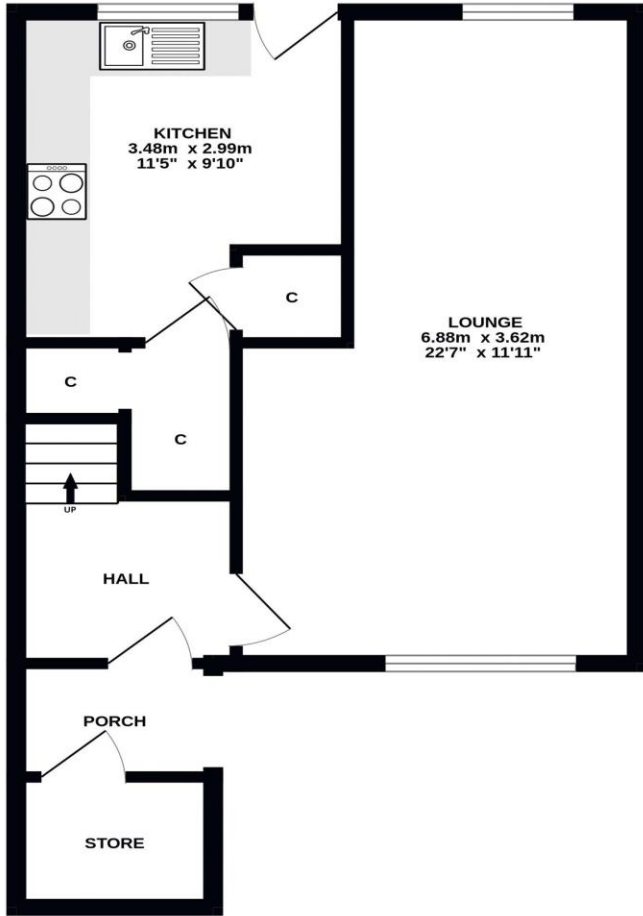 KITCHEN
3.48m x 2.99m
11'5" x 9'10"
C
LOUNGE
6.88m x 3.62m
22'7" x 11'11"
C
C
UP
HALL
PORCH
STORE